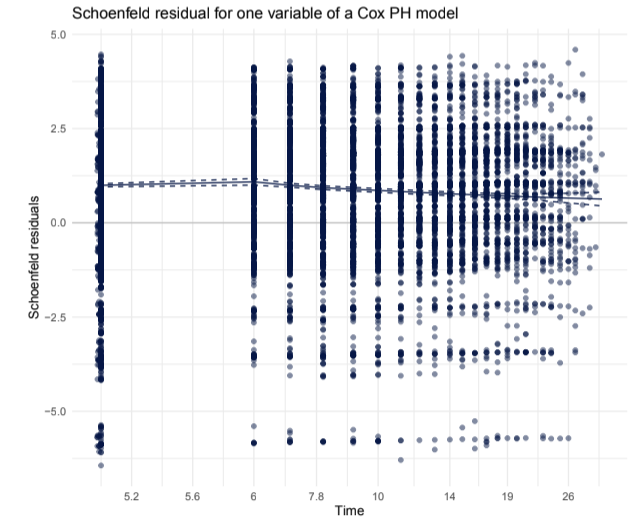 Schoenfeld residual for one variable of a Cox PH model
5.0
2.5
0.0
−2.5
−5.0
Schoenfeld residuals
5.2 5.6 6 7.8 10 14 19 26
Time